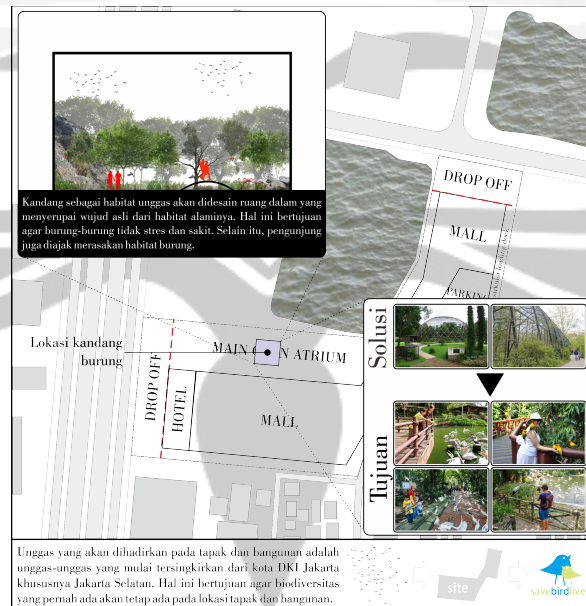 Kandang sebagai habitat unggas akan didesain ruang dalam yang
menyerupai wujud asli dari habitat alaminya. Hal ini bertujuan
agar burung-burung tidak stres dan sakit. Selain itu, pengunjung
juga diajak merasakan habitat burung.
DROP OFF
MALL
PARKING
Solusi
Lokasi kandang
burung
MAIN
N ATRIUM
DROP OFF
HOTEL
MALL
Tujuan
Unggas yang akan dihadirkan pada tapak dan bangunan adalah
unggas-unggas yang mulai tersingkirkan dari kota DKI Jakarta
khususnya Jakarta Selatan. Hal ini bertujuan agar biodiversitas
yang pernah ada akan tetap ada pada lokasi tapak dan bangunan.
site
savebirdlive